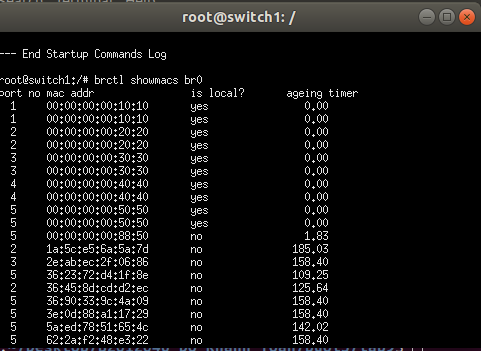 root@switch1: /
--- End Startup Commands Log
root@switch1:/# brctl showmacs br0
port no mac addr is local? ageing timer
1 00:00:00:00:10:10 yes 0.00
1 00:00:00:00:10:10 yes 0.00
2 00:00:00:00:20:20 yes 0.00
2 00:00:00:00:20:20 yes 0.00
3 00:00:00:00:30:30 yes 0.00
3 00:00:00:00:30:30 yes 0.00
4 00:00:00:00:40:40 yes 0.00
4 00:00:00:00:40:40 yes 0.00
5 00:00:00:00:50:50 yes 0.00
5 00:00:00:00:50:50 yes 0.00
5 00:00:00:00:88:50 no 1.83
2 1a:5c:e5:6a:5a:7d no 185.03
3 2e:ab:ec:2f:06:86 no 158.40
5 36:23:72:d4:1f:8e no 109.25
2 36:45:8d:cd:d2:ec no 125.64
5 36:90:33:9c:4a:09 no 158.40
5 3e:0d:88:a1:17:29 no 158.40
5 5a:ed:78:51:65:4c no 142.02
5 62:2a:f2:48:e3:22 no 158.40